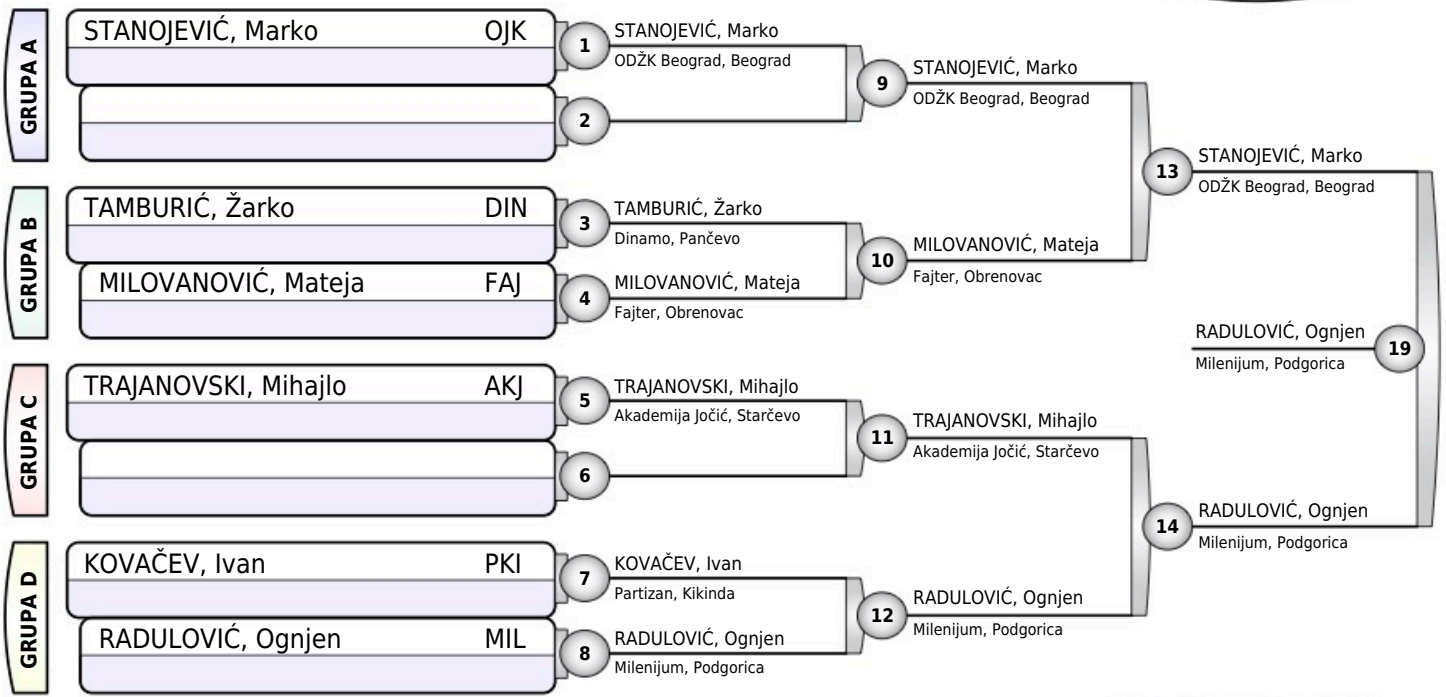 GRUPA A
STANOJEVIĆ, Marko OJK
1
STANOJEVIĆ, Marko
ODŽK Beograd, Beograd
2
9
STANOJEVIĆ, Marko
ODŽK Beograd, Beograd
13
STANOJEVIĆ, Marko
ODŽK Beograd, Beograd
GRUPA B
TAMBURIĆ, Žarko DIN
3
TAMBURIĆ, Žarko
Dinamo, Pančevo
MILOVANOVIĆ, Mateja FAJ
4
MILOVANOVIĆ, Mateja
Fajter, Obrenovac
10
MILOVANOVIĆ, Mateja
Fajter, Obrenovac
RADULOVIĆ, Ognjen
Milenijum, Podgorica
19
GRUPA C
TRAJANOVSKI, Mihajlo AKJ
5
TRAJANOVSKI, Mihajlo
Akademija Jočić, Starčevo
6
11
TRAJANOVSKI, Mihajlo
Akademija Jočić, Starčevo
14
RADULOVIĆ, Ognjen
Milenijum, Podgorica
GRUPA D
KOVAČEV, Ivan PKI
7
KOVAČEV, Ivan
Partizan, Kikinda
RADULOVIĆ, Ognjen MIL
8
RADULOVIĆ, Ognjen
Milenijum, Podgorica
12
RADULOVIĆ, Ognjen
Milenijum, Podgorica